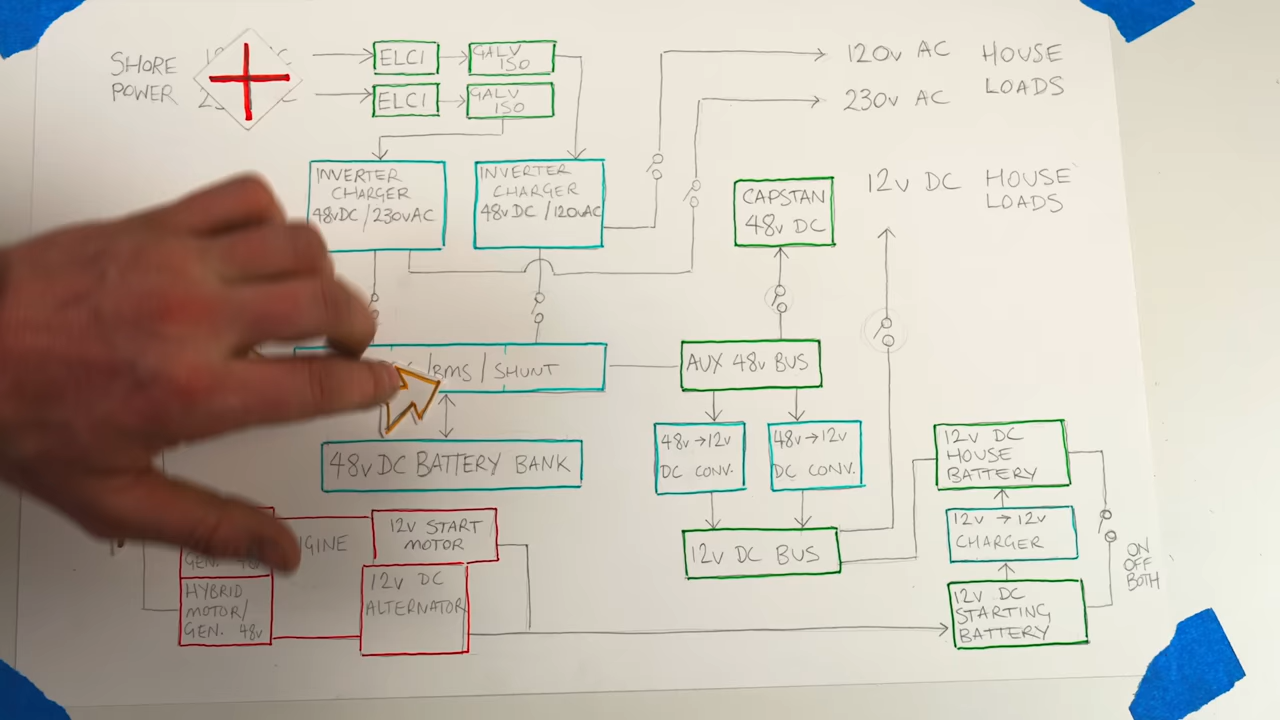 SHORE
POWER
ELCI
GALV
ISO
ELCI
GALV
ISO
120V AC
230V AC
HOUSE
LOADS
INVERTER
CHARGER
48VDC/230VAC
INVERTER
CHARGER
48VDC/120VAC
CAPSTAN
48V DC
12V DC
HOUSE
LOADS
/BMS/SHUNT
AUX 48V BUS
48V DC BATTERY BANK
48V→12V
DC CONV.
48V→12V
DC CONV.
12V DC
HOUSE
BATTERY
12V START
MOTOR
12V DC BUS
12V→12V
CHARGER
ON
OFF
BOTH
GEN.
HYBRID
MOTOR/
GEN. 48V
12V DC
ALTERNATOR
12V DC
STARTING
BATTERY